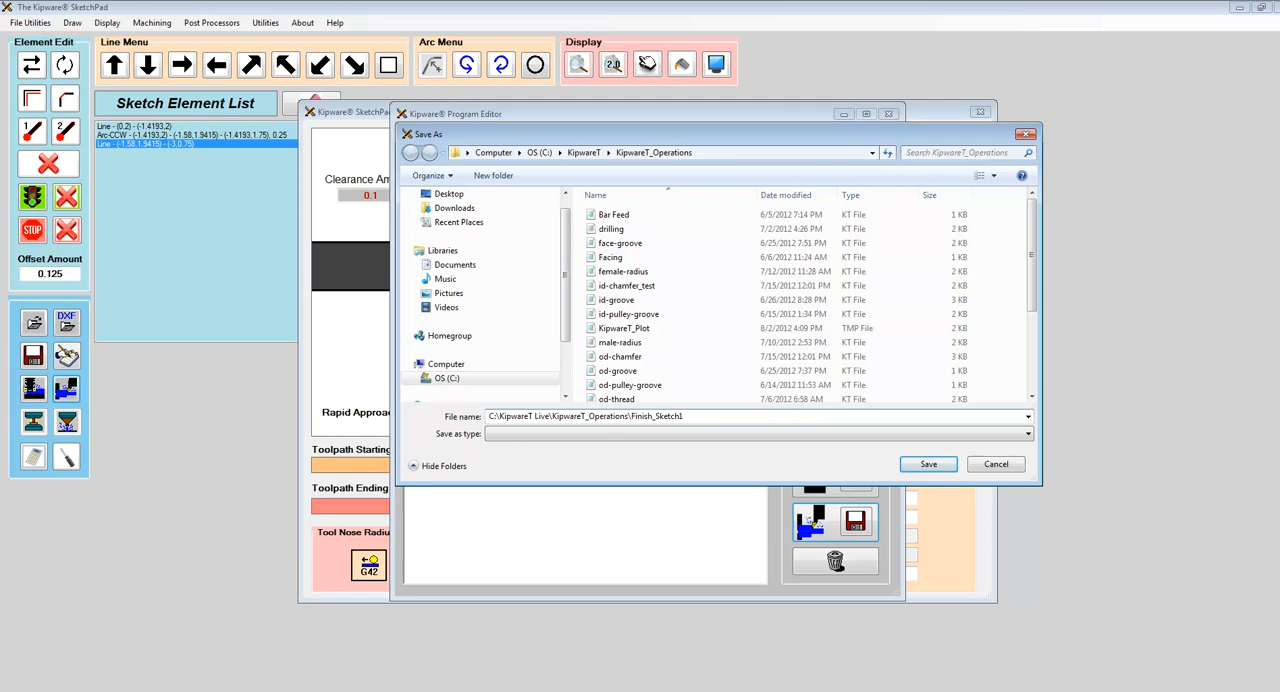 The Kipware® SketchPad
File Utilities Draw Display Machining Post Processors Utilities About Help
Element Edit
Line Menu
Arc Menu
Display
2.0
Sketch Element List
Line - (0,2) - (-1.4193,2)
Arc-CCW - (-1.4193,2) - (-1.58,1.9415) - (-1.4193,1.75), 0.25
Line - (-1.58,1.9415) - (-3,0.75)
1 2
STOP
Offset Amount
0.125
DXF
Kipware® SketchPad
Clearance Am
0.1
Rapid Approac
Toolpath Starting
Toolpath Ending
Tool Nose Radiu
G42
Kipware® Program Editor
Save As
Computer OS (C:) KipwareT KipwareT_Operations
Search KipwareT_Operations
Organize New folder
Desktop
Downloads
Recent Places
Libraries
Documents
Music
Pictures
Videos
Homegroup
Computer
OS (C:)
Name Date modified Type Size
Bar Feed 6/5/2012 7:14 PM KT File 1 KB
drilling 7/2/2012 4:26 PM KT File 2 KB
face-groove 6/25/2012 7:51 PM KT File 2 KB
Facing 6/6/2012 11:24 AM KT File 1 KB
female-radius 7/12/2012 11:28 AM KT File 2 KB
id-chamfer_test 7/15/2012 12:01 PM KT File 2 KB
id-groove 6/26/2012 8:28 PM KT File 3 KB
id-pulley-groove 6/15/2012 1:34 PM KT File 2 KB
KipwareT_Plot 8/2/2012 4:09 PM TMP File 2 KB
male-radius 7/10/2012 2:53 PM KT File 2 KB
od-chamfer 7/15/2012 12:01 PM KT File 3 KB
od-groove 6/25/2012 7:37 PM KT File 1 KB
od-pulley-groove 6/14/2012 11:53 AM KT File 2 KB
od-thread 7/6/2012 6:58 AM KT File 2 KB
File name: C:\KipwareT Live\KipwareT_Operations\Finish_Sketch1
Save as type:
Hide Folders
Save Cancel